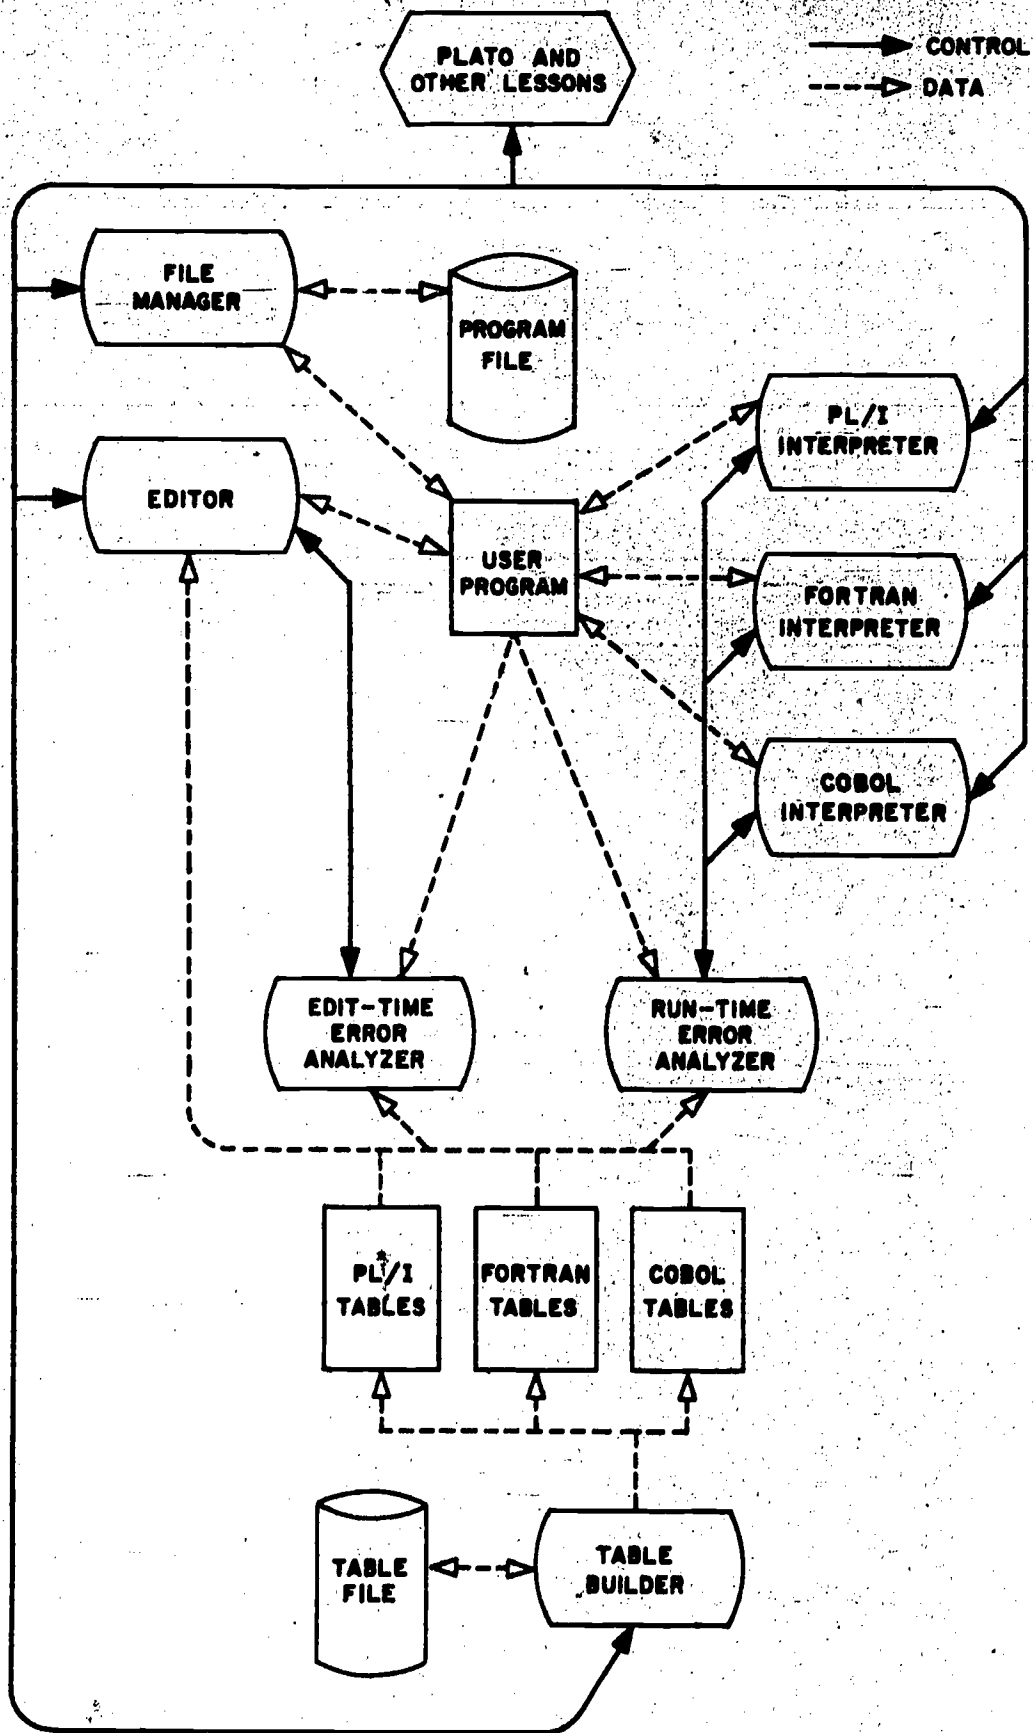 PLATO AND
OTHER LESSONS
CONTROL
DATA
FILE
MANAGER
PROGRAM
FILE
PL/I
INTERPRETER
EDITOR
USER
PROGRAM
FORTRAN
INTERPRETER
COBOL
INTERPRETER
EDIT-TIME
ERROR
ANALYZER
RUN-TIME
ERROR
ANALYZER
PL/I
TABLES
FORTRAN
TABLES
COBOL
TABLES
TABLE
FILE
TABLE
BUILDER